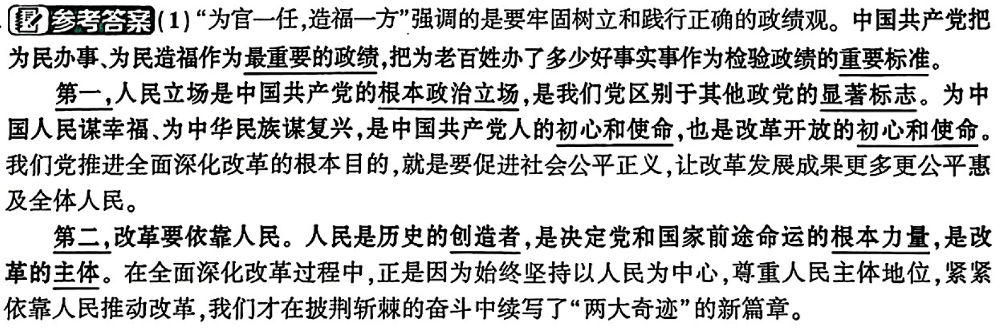 参考答案(1)“为官一任,造福一方”强调的是要牢固树立和践行正确的政绩观。中国共产党把
为民办事、为民造福作为最重要的政绩,把为老百姓办了多少好事实事作为检验政绩的重要标准。
第一,人民立场是中国共产党的根本政治立场,是我们党区别于其他政党的显著标志。为中
国人民谋幸福、为中华民族谋复兴,是中国共产党人的初心和使命,也是改革开放的初心和使命。
我们党推进全面深化改革的根本目的,就是要促进社会公平正义,让改革发展成果更多更公平惠
及全体人民。
第二,改革要依靠人民。人民是历史的创造者,是决定党和国家前途命运的根本力量,是改
革的主体。在全面深化改革过程中,正是因为始终坚持以人民为中心,尊重人民主体地位,紧紧
依靠人民推动改革,我们才在披荆斩棘的奋斗中续写了“两大奇迹”的新篇章。